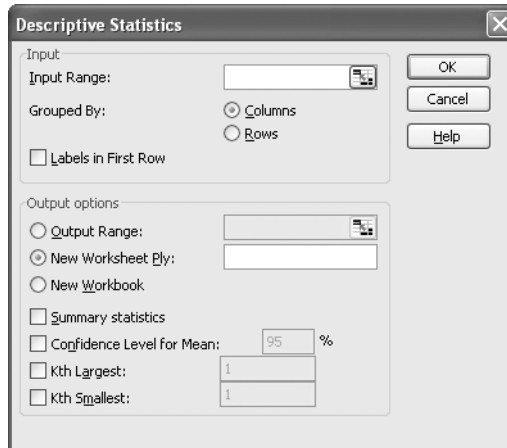 Descriptive Statistics
Input
Input Range:
Grouped By:
Columns
Rows
Labels in First Row
OK
Cancel
Help
Output options
Output Range:
New Worksheet Ply:
New Workbook
Summary statistics
Confidence Level for Mean:
95
%
Kth Largest:
1
Kth Smallest:
1